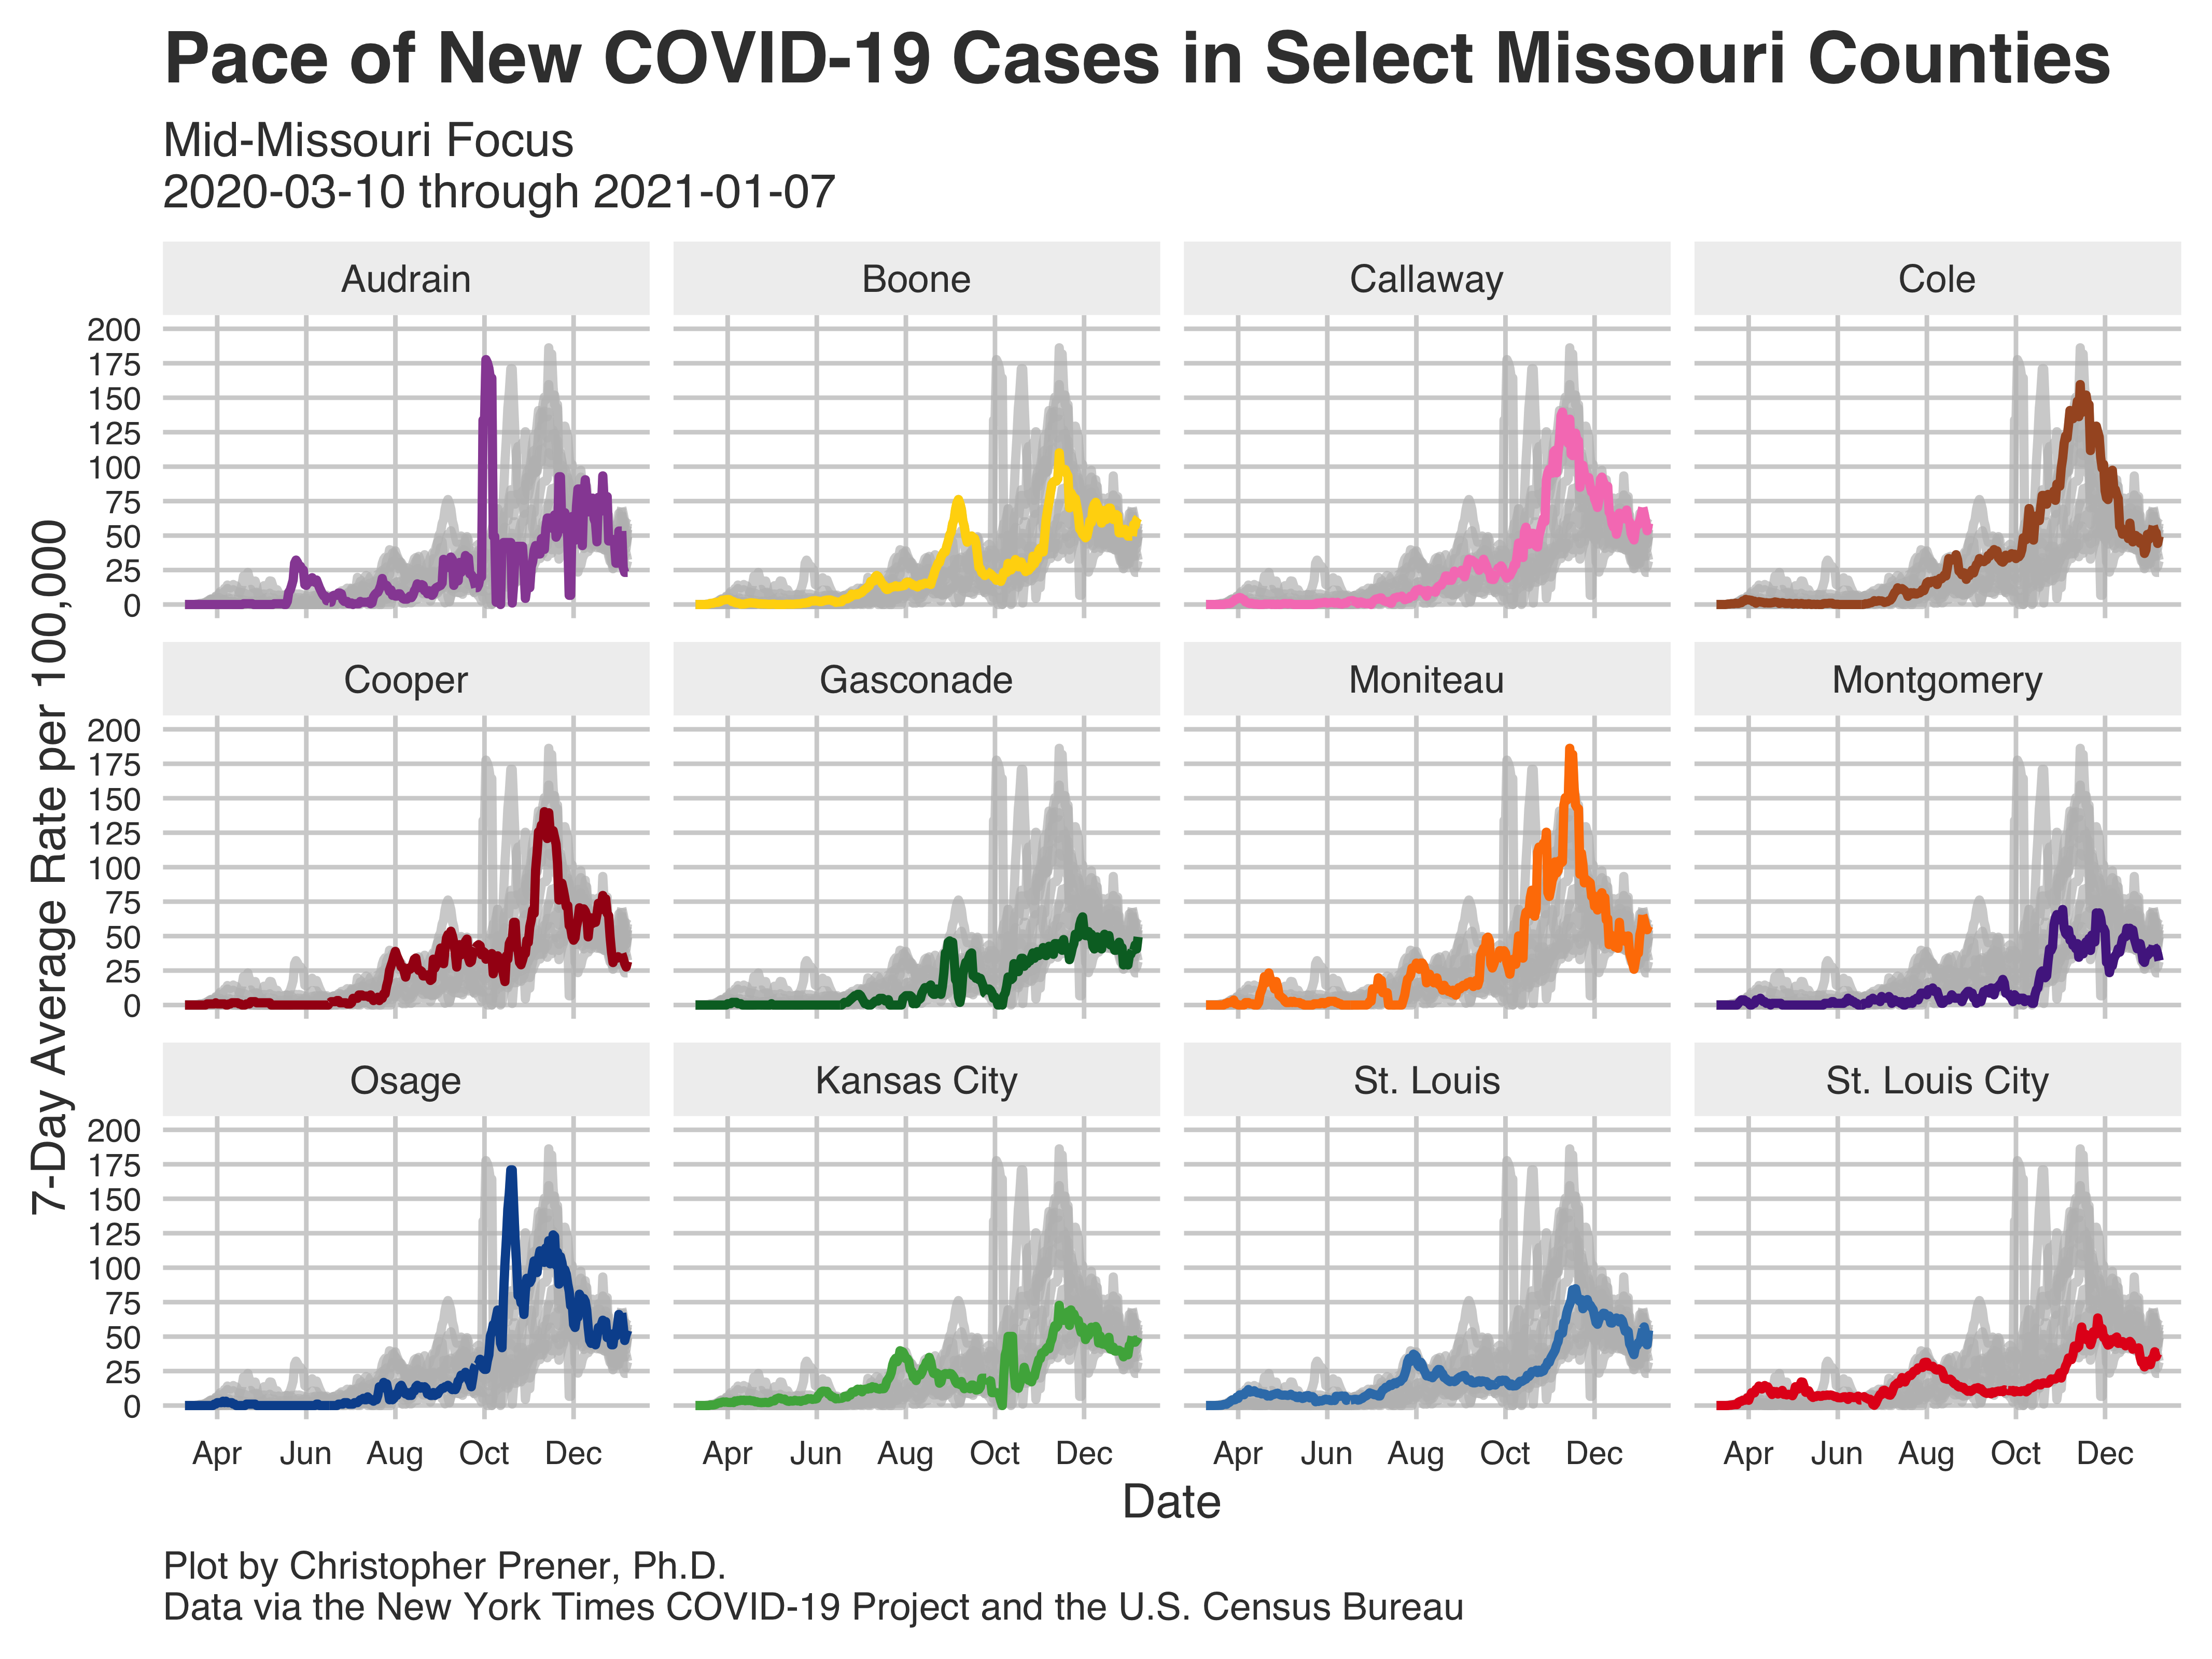 Pace of New COVID-19 Cases in Select Missouri Counties
Mid-Missouri Focus
2020-03-10 through 2021-01-07
Audrain
Boone
Callaway
Cole
200
175
150
125
100
75
50
25
0
Cooper
Gasconade
Moniteau
Montgomery
200
175
150
125
100
75
50
25
0
Osage
Kansas City
St. Louis
St. Louis City
200
175
150
125
100
75
50
25
0
7-Day Average Rate per 100,000
Apr Jun Aug Oct Dec
Apr Jun Aug Oct Dec
Apr Jun Aug Oct Dec
Apr Jun Aug Oct Dec
Date
Plot by Christopher Prener, Ph.D.
Data via the New York Times COVID-19 Project and the U.S. Census Bureau